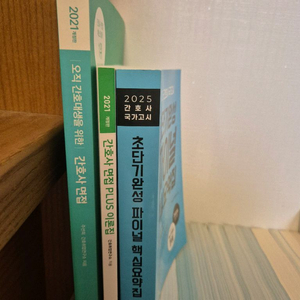 2021
개정판
오직 간호대생을 위한
간호사 면접
2021
개정판
간호사 면접 PLUS 이론집
2025
간호사
국가고시
초단기완성 파이널 핵심요약집